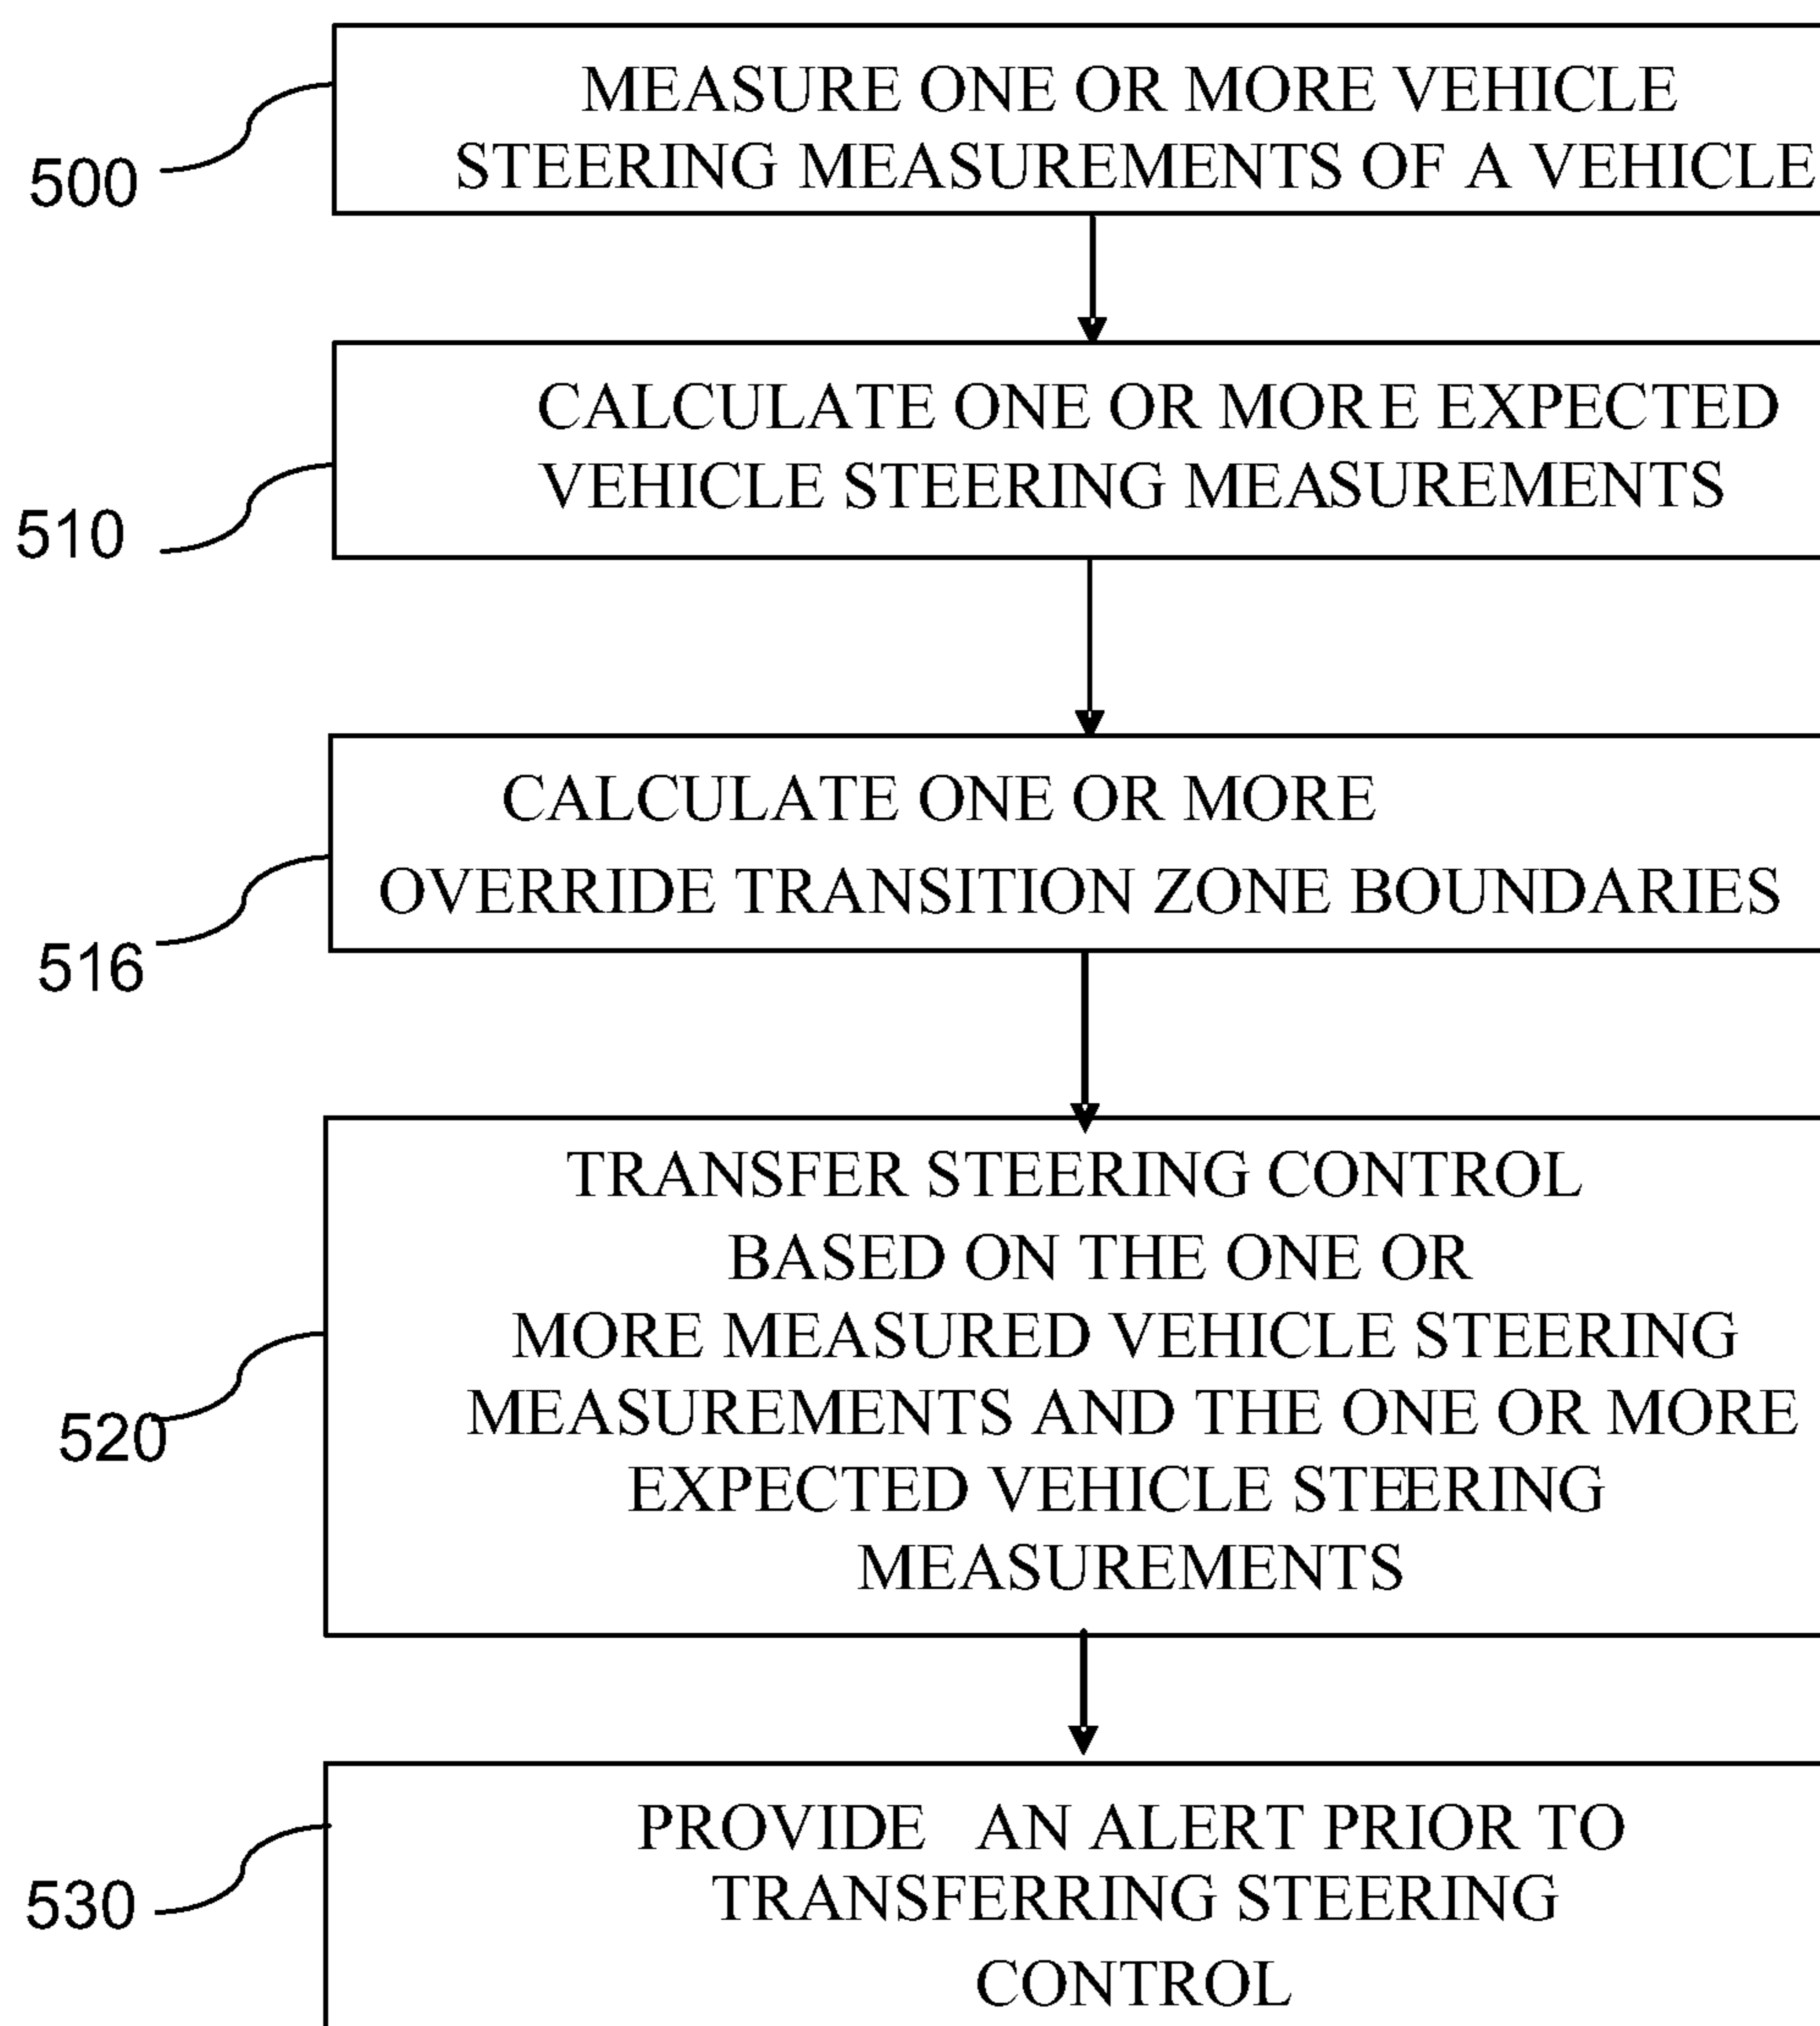 MEASURE ONE OR MORE VEHICLE
STEERING MEASUREMENTS OF A VEHICLE
500
CALCULATE ONE OR MORE EXPECTED
VEHICLE STEERING MEASUREMENTS
510
CALCULATE ONE OR MORE
OVERRIDE TRANSITION ZONE BOUNDARIES
516
TRANSFER STEERING CONTROL
BASED ON THE ONE OR
MORE MEASURED VEHICLE STEERING
MEASUREMENTS AND THE ONE OR MORE
EXPECTED VEHICLE STEERING
MEASUREMENTS
520
PROVIDE AN ALERT PRIOR TO
TRANSFERRING STEERING
CONTROL
530